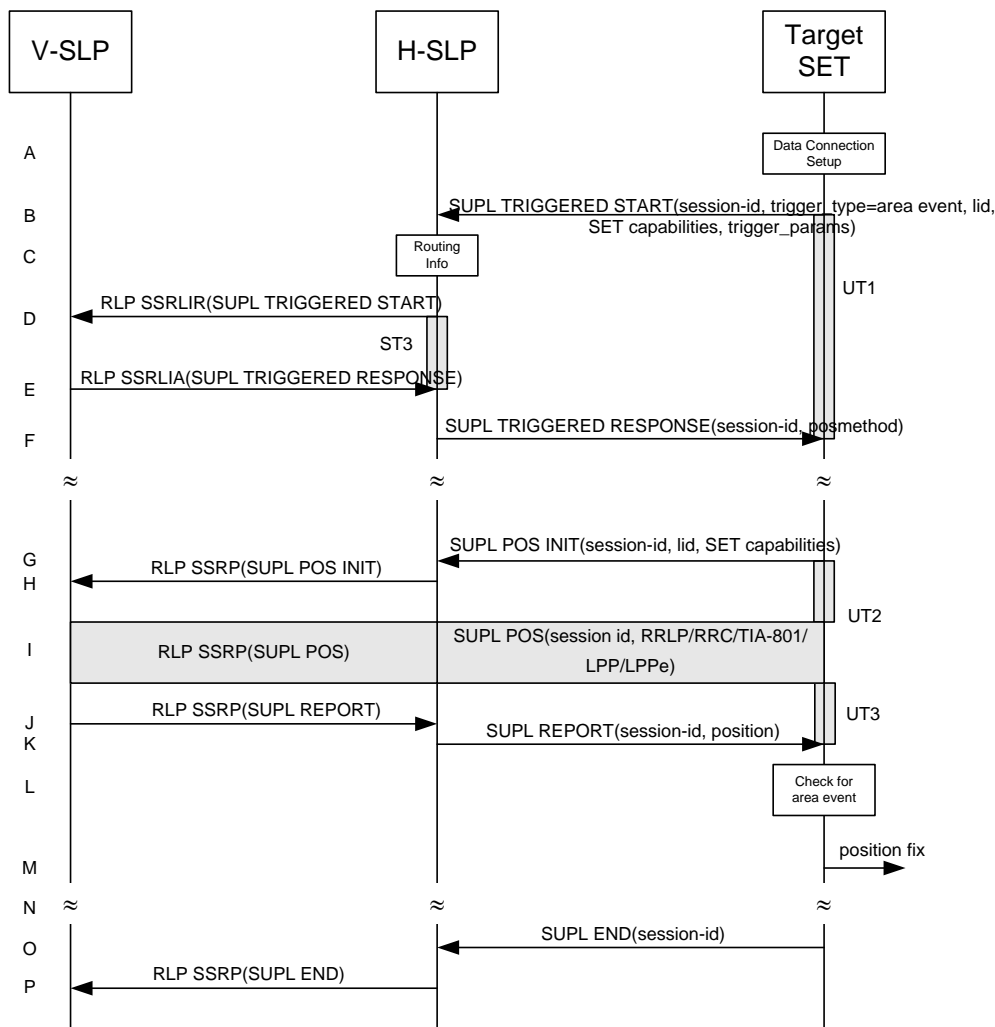 V-SLP
H-SLP
Target
SET
A
Data Connection
Setup
B
SUPL TRIGGERED START(session-id, trigger_type=area event, lid,
SET capabilities, trigger_params)
C
Routing
Info
UT1
D
RLP SSRLIR(SUPL TRIGGERED START)
ST3
E
RLP SSRLIA(SUPL TRIGGERED RESPONSE)
F
SUPL TRIGGERED RESPONSE(session-id, posmethod)
≈ ≈ ≈
G
SUPL POS INIT(session-id, lid, SET capabilities)
H
RLP SSRP(SUPL POS INIT)
UT2
I
RLP SSRP(SUPL POS)
SUPL POS(session id, RRLP/RRC/TIA-801/
LPP/LPPe)
J
RLP SSRP(SUPL REPORT)
UT3
K
SUPL REPORT(session-id, position)
L
Check for
area event
M
position fix
N
≈ ≈ ≈
O
SUPL END(session-id)
P
RLP SSRP(SUPL END)